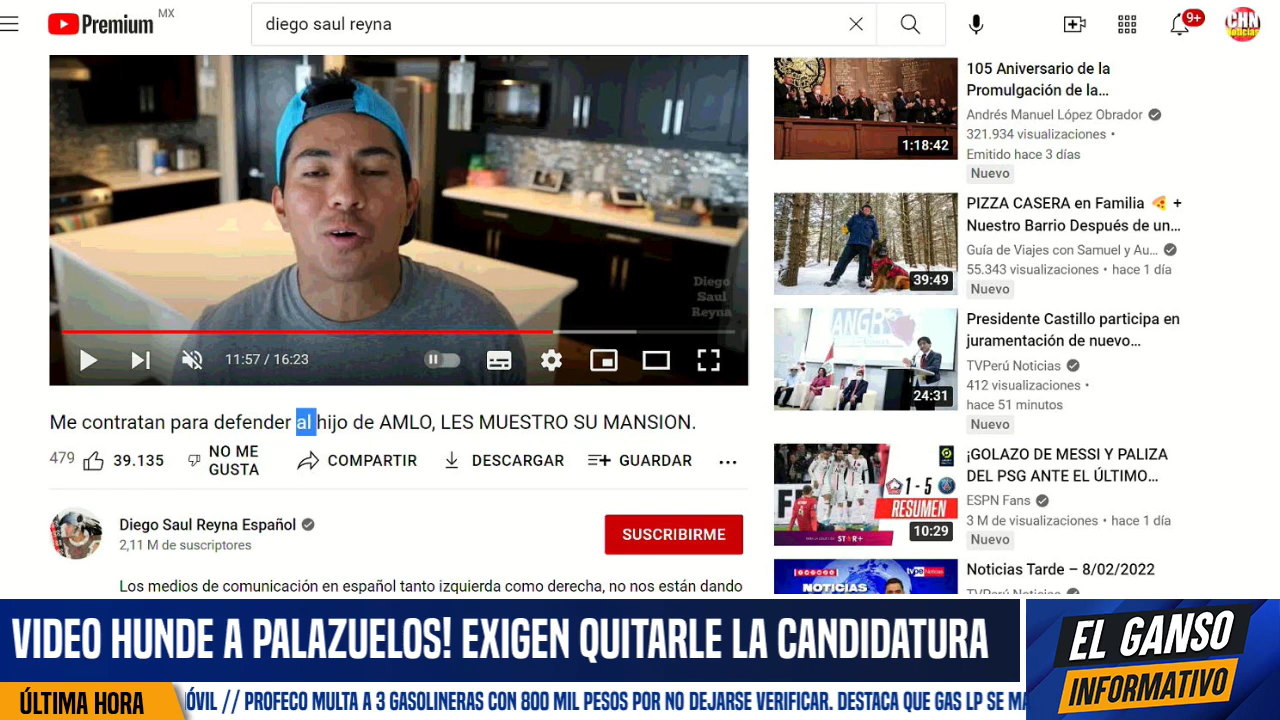 Premium MX
diego saul reyna
9+
CHN
Noticias
Diego
Saul
Reyna
11:57 / 16:23
Me contratan para defender al hijo de AMLO, LES MUESTRO SU MANSION.
479
39.135
NO ME
GUSTA
COMPARTIR
DESCARGAR
GUARDAR
Diego Saul Reyna Español
2,11 M de suscriptores
SUSCRIBIRME
Los medios de comunicación en español tanto izquierda como derecha, no nos están dando
1:18:42
105 Aniversario de la
Promulgación de la...
Andrés Manuel López Obrador
321.934 visualizaciones •
Emitido hace 3 días
Nuevo
39:49
PIZZA CASERA en Familia 🍕 +
Nuestro Barrio Después de un...
Guía de Viajes con Samuel y Au...
55.343 visualizaciones • hace 1 día
Nuevo
ANGR
24:31
Presidente Castillo participa en
juramentación de nuevo...
TVPerú Noticias
412 visualizaciones •
hace 51 minutos
Nuevo
1 - 5
RESUMEN
STAR+
10:29
¡GOLAZO DE MESSI Y PALIZA
DEL PSG ANTE EL ÚLTIMO...
ESPN Fans
3 M de visualizaciones • hace 1 día
Nuevo
NOTICIAS
Noticias Tarde – 8/02/2022
TVPerú Noticias
VIDEO HUNDE A PALAZUELOS! EXIGEN QUITARLE LA CANDIDATURA
EL GANSO
INFORMATIVO
ÚLTIMA HORA
ÓVIL // PROFECO MULTA A 3 GASOLINERAS CON 800 MIL PESOS POR NO DEJARSE VERIFICAR. DESTACA QUE GAS LP SE MA